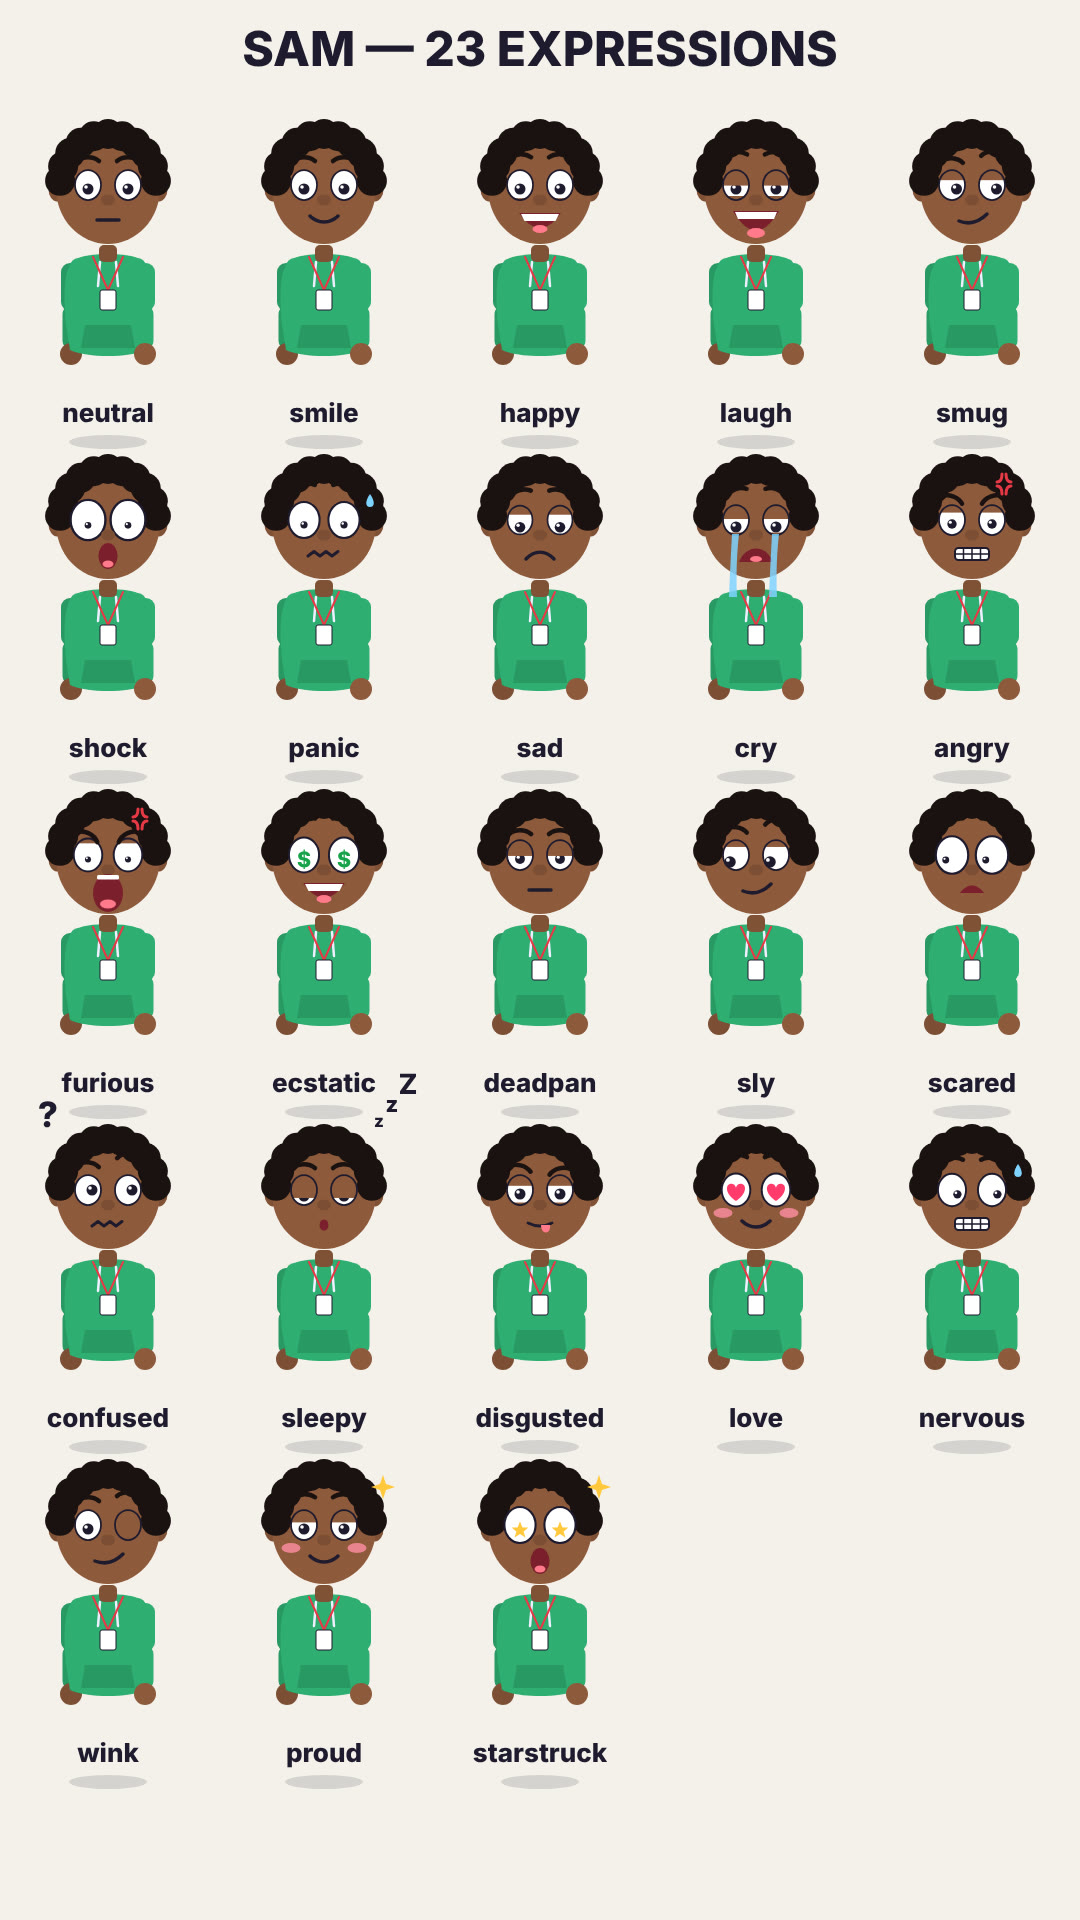 SAM — 23 EXPRESSIONS
neutral smile happy laugh smug
shock panic sad cry angry
$ $
furious ecstatic deadpan sly scared
? z z Z
confused sleepy disgusted love nervous
wink proud starstruck